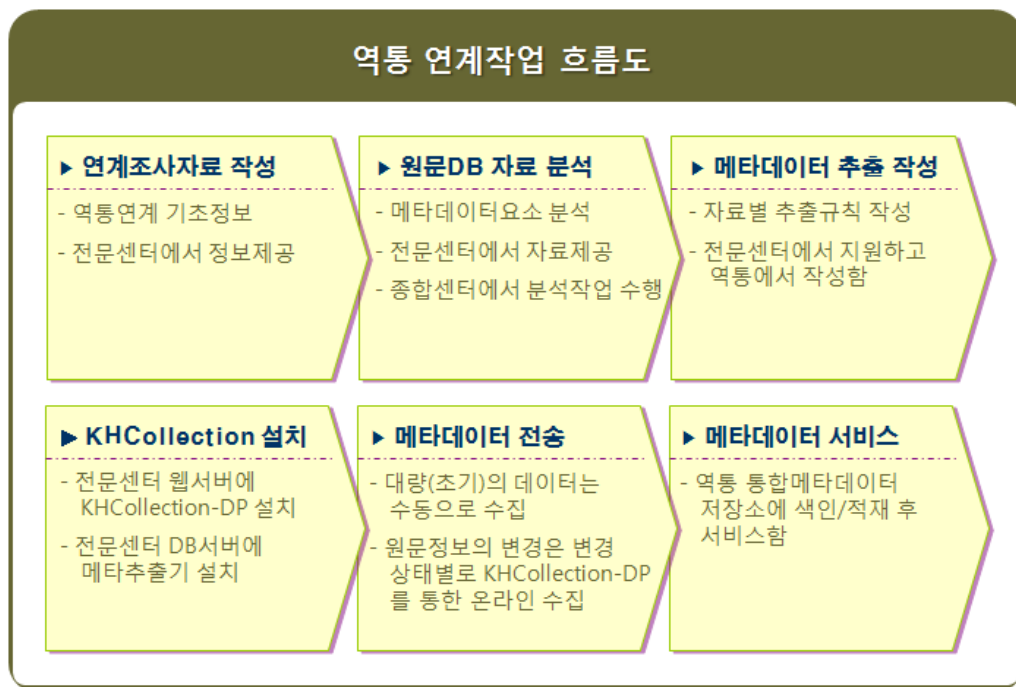 역통 연계작업 흐름도
▶ 연계조사자료 작성
- 역통연계 기초정보
- 전문센터에서 정보제공
▶ 원문DB 자료 분석
- 메타데이터요소 분석
- 전문센터에서 자료제공
- 종합센터에서 분석작업 수행
▶ 메타데이터 추출 작성
- 자료별 추출규칙 작성
- 전문센터에서 지원하고
역통에서 작성함
▶ KHCollection 설치
- 전문센터 웹서버에
KHCollection-DP 설치
- 전문센터 DB서버에
메타추출기 설치
▶ 메타데이터 전송
- 대량(초기)의 데이터는
수동으로 수집
- 원문정보의 변경은 변경
상태별로 KHCollection-DP
를 통한 온라인 수집
▶ 메타데이터 서비스
- 역통 통합메타데이터
저장소에 색인/적재 후
서비스함